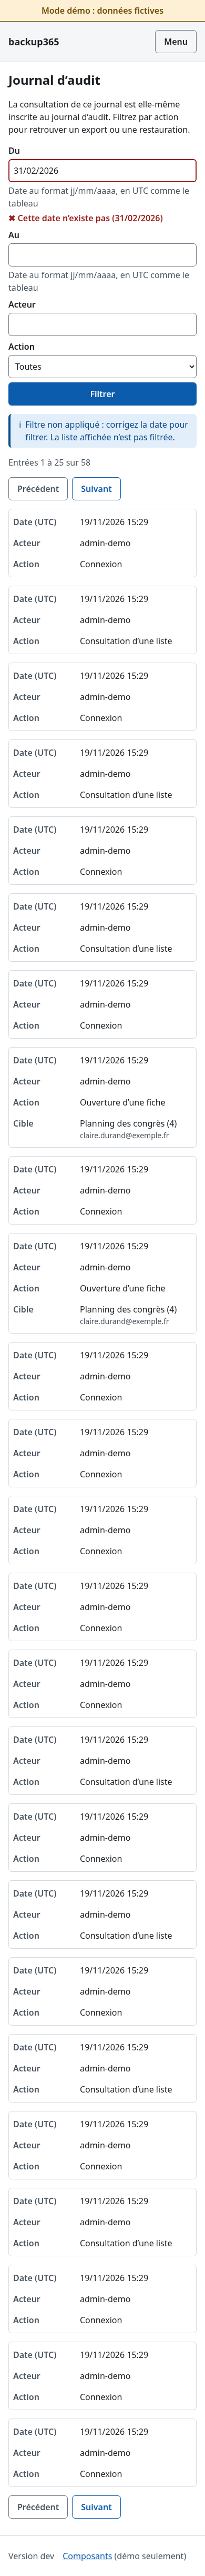 Mode démo : données fictives
backup365
Menu
Journal d’audit
La consultation de ce journal est elle-même
inscrite au journal d’audit. Filtrez par action
pour retrouver un export ou une restauration.
Du
31/02/2026
Date au format jj/mm/aaaa, en UTC comme le
tableau
✖ Cette date n’existe pas (31/02/2026)
Au
Date au format jj/mm/aaaa, en UTC comme le
tableau
Acteur
Action
Toutes
Filtrer
i Filtre non appliqué : corrigez la date pour
filtrer. La liste affichée n’est pas filtrée.
Entrées 1 à 25 sur 58
Précédent Suivant
Date (UTC) 19/11/2026 15:29
Acteur admin-demo
Action Connexion
Date (UTC) 19/11/2026 15:29
Acteur admin-demo
Action Consultation d’une liste
Date (UTC) 19/11/2026 15:29
Acteur admin-demo
Action Connexion
Date (UTC) 19/11/2026 15:29
Acteur admin-demo
Action Consultation d’une liste
Date (UTC) 19/11/2026 15:29
Acteur admin-demo
Action Connexion
Date (UTC) 19/11/2026 15:29
Acteur admin-demo
Action Consultation d’une liste
Date (UTC) 19/11/2026 15:29
Acteur admin-demo
Action Connexion
Date (UTC) 19/11/2026 15:29
Acteur admin-demo
Action Ouverture d’une fiche
Cible Planning des congrès (4)
claire.durand@exemple.fr
Date (UTC) 19/11/2026 15:29
Acteur admin-demo
Action Connexion
Date (UTC) 19/11/2026 15:29
Acteur admin-demo
Action Ouverture d’une fiche
Cible Planning des congrès (4)
claire.durand@exemple.fr
Date (UTC) 19/11/2026 15:29
Acteur admin-demo
Action Connexion
Date (UTC) 19/11/2026 15:29
Acteur admin-demo
Action Connexion
Date (UTC) 19/11/2026 15:29
Acteur admin-demo
Action Connexion
Date (UTC) 19/11/2026 15:29
Acteur admin-demo
Action Connexion
Date (UTC) 19/11/2026 15:29
Acteur admin-demo
Action Connexion
Date (UTC) 19/11/2026 15:29
Acteur admin-demo
Action Consultation d’une liste
Date (UTC) 19/11/2026 15:29
Acteur admin-demo
Action Connexion
Date (UTC) 19/11/2026 15:29
Acteur admin-demo
Action Consultation d’une liste
Date (UTC) 19/11/2026 15:29
Acteur admin-demo
Action Connexion
Date (UTC) 19/11/2026 15:29
Acteur admin-demo
Action Consultation d’une liste
Date (UTC) 19/11/2026 15:29
Acteur admin-demo
Action Connexion
Date (UTC) 19/11/2026 15:29
Acteur admin-demo
Action Consultation d’une liste
Date (UTC) 19/11/2026 15:29
Acteur admin-demo
Action Connexion
Date (UTC) 19/11/2026 15:29
Acteur admin-demo
Action Connexion
Date (UTC) 19/11/2026 15:29
Acteur admin-demo
Action Connexion
Précédent Suivant
Version dev Composants (démo seulement)